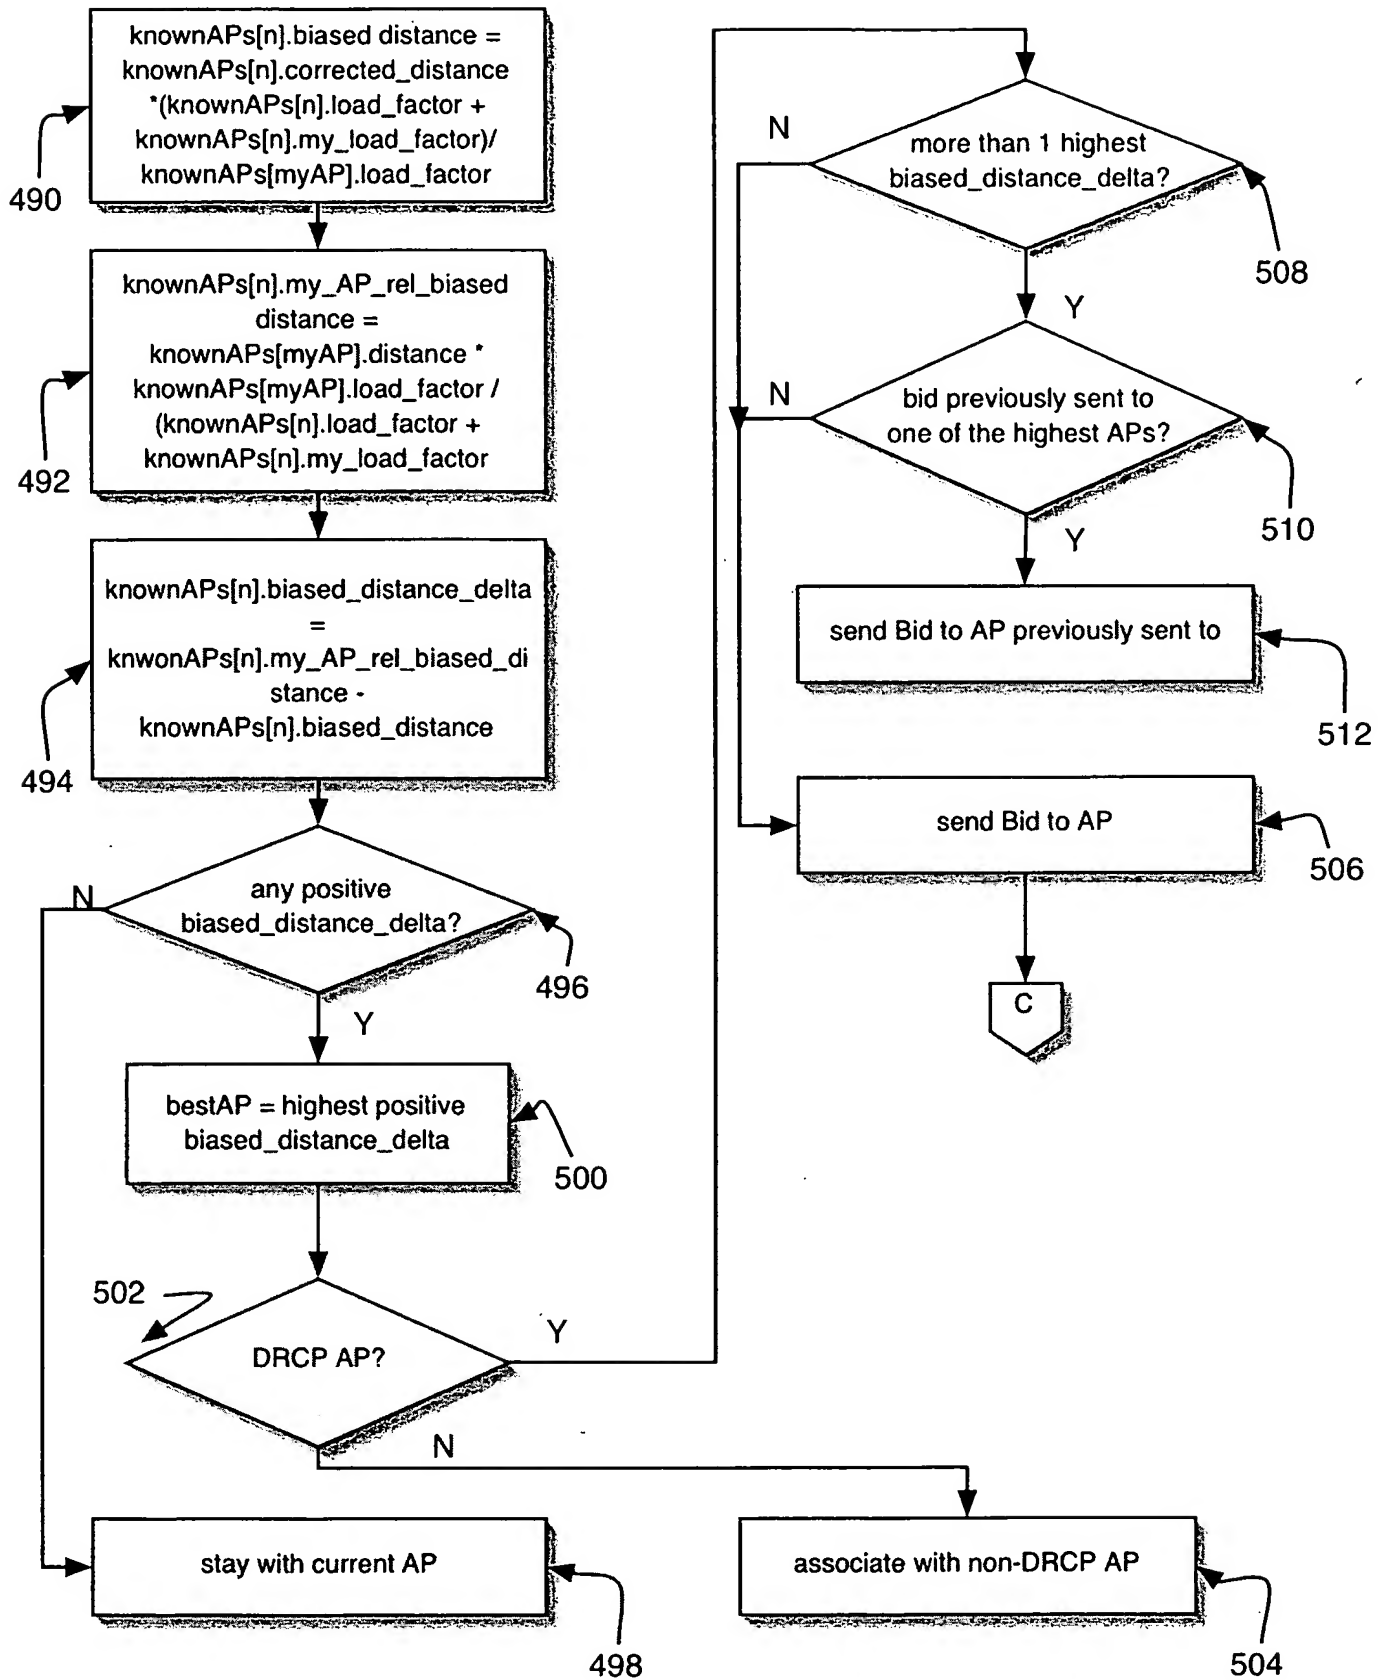 knownAPs[n].biased distance =
knownAPs[n].corrected_distance
*(knownAPs[n].load_factor +
knownAPs[n].my_load_factor)/
knownAPs[myAP].load_factor
490
knownAPs[n].my_AP_rel_biased
distance =
knownAPs[myAP].distance *
knownAPs[myAP].load_factor /
(knownAPs[n].load_factor +
knownAPs[n].my_load_factor
492
knownAPs[n].biased_distance_delta
=
knwonAPs[n].my_AP_rel_biased_di
stance -
knownAPs[n].biased_distance
494
any positive
biased_distance_delta?
N
496
Y
bestAP = highest positive
biased_distance_delta
500
502
DRCP AP?
Y
N
stay with current AP
498
associate with non-DRCP AP
504
more than 1 highest
biased_distance_delta?
N
508
Y
bid previously sent to
one of the highest APs?
N
510
Y
send Bid to AP previously sent to
512
send Bid to AP
506
C